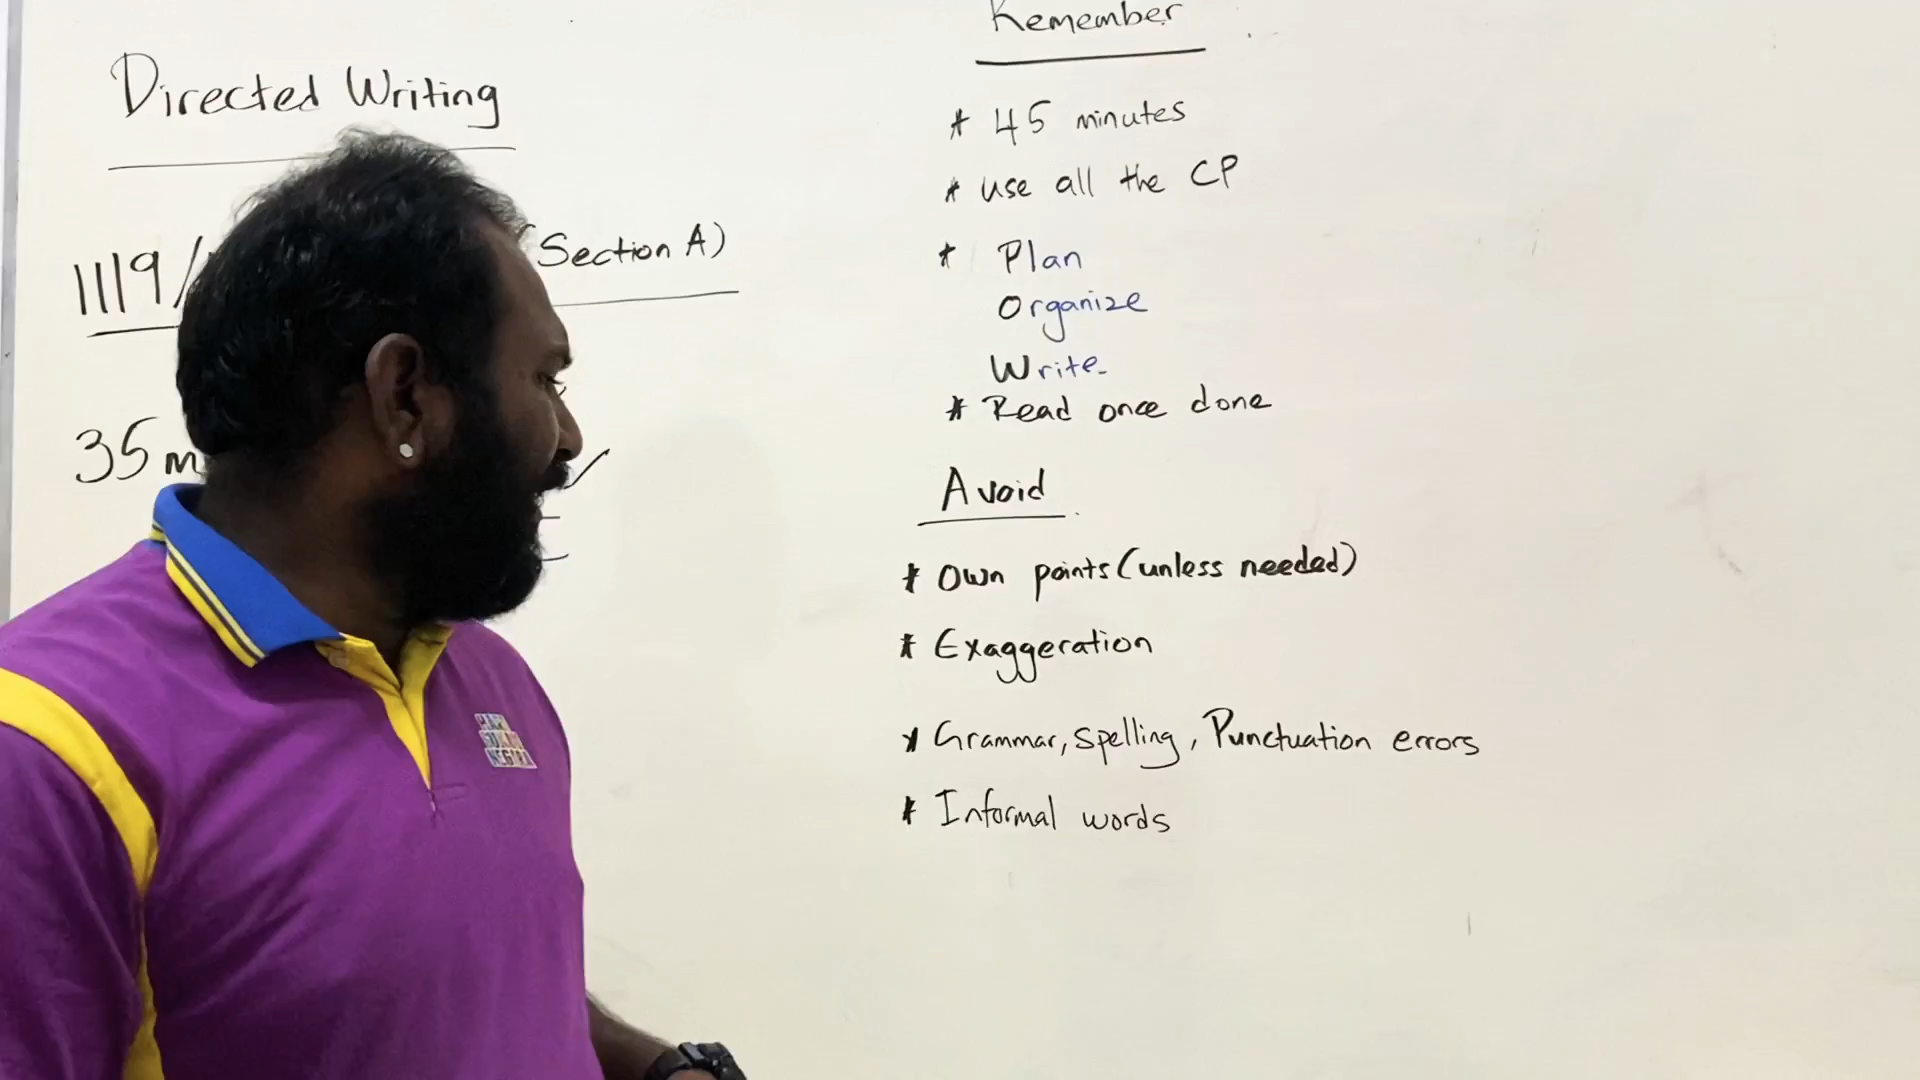 Directed Writing
1119/ (Section A)
35 m
Remember
* 45 minutes
* use all the CP
* Plan
Organize
Write
* Read once done
Avoid
* Own points (unless needed)
* Exaggeration
* Grammar, spelling, Punctuation errors
* Informal words